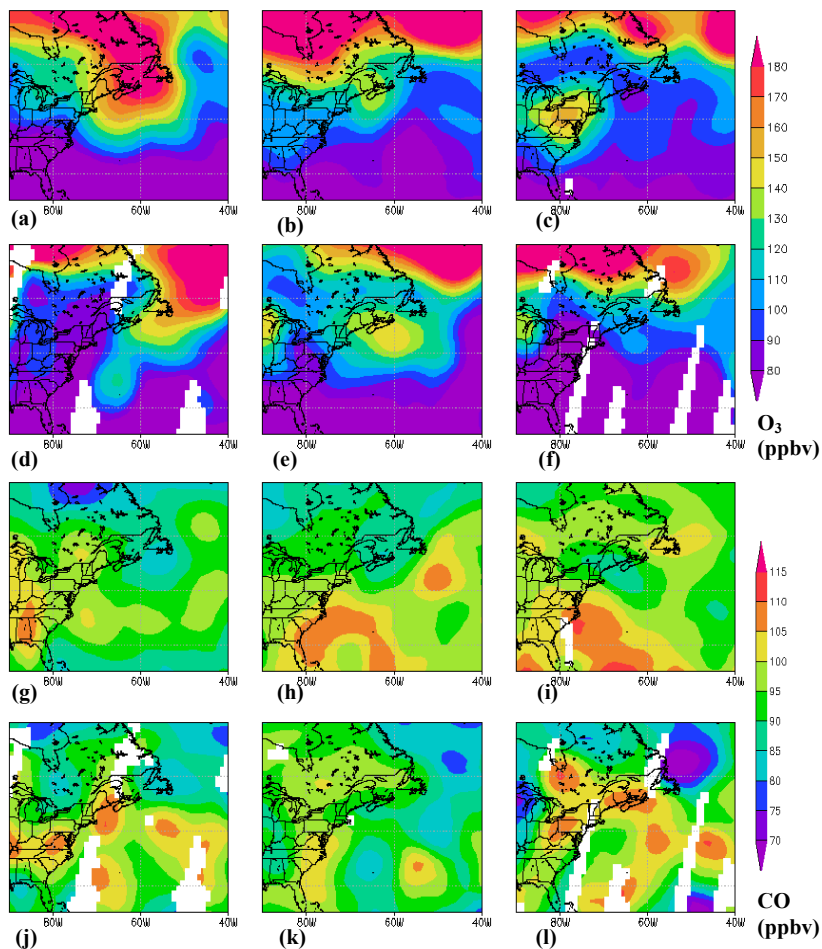 180
170
160
150
140
130
120
110
100
90
80
80W 60W 40W
80W 60W 40W
80W 60W 40W
(a) (b) (c)
80W 60W 40W
80W 60W 40W
80W 60W 40W
(d) (e) (f)
O₃
(ppbv)
80W 60W 40W
80W 60W 40W
80W 60W 40W
(g) (h) (i)
115
110
105
100
95
90
85
80
75
70
80W 60W 40W
80W 60W 40W
80W 60W 40W
(j) (k) (l)
CO
(ppbv)